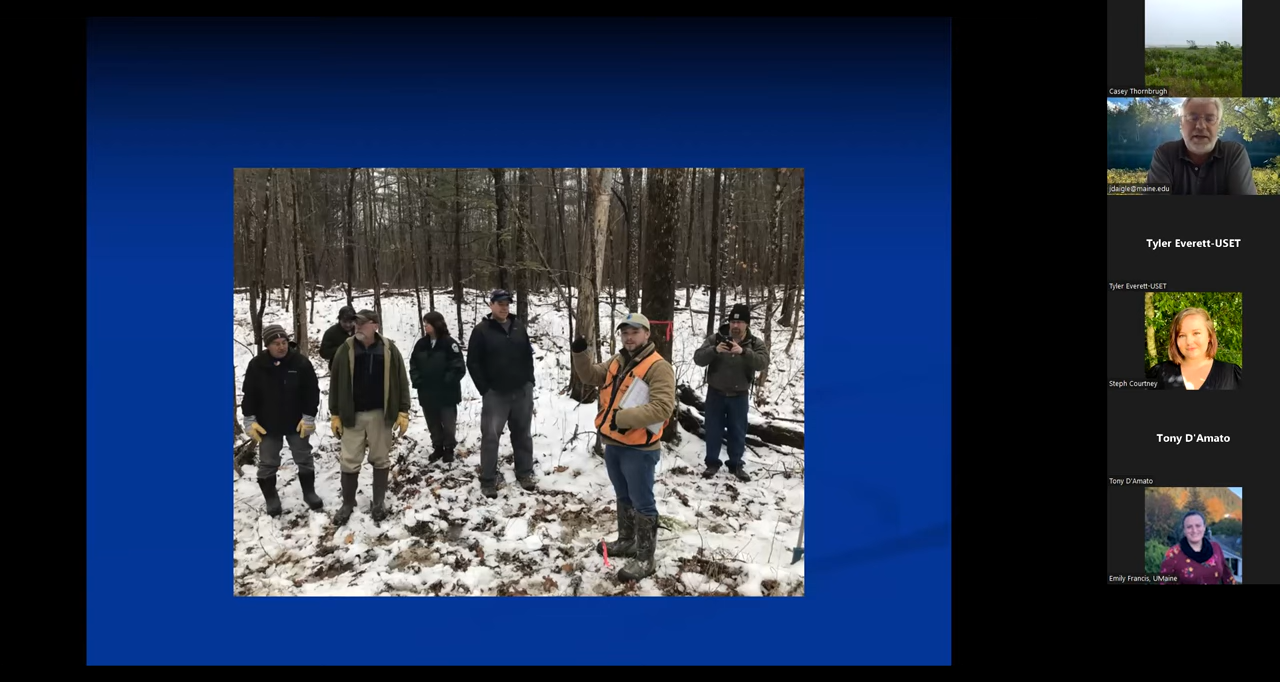 Casey Thornbrugh
jdaigle@maine.edu
Tyler Everett-USET
Tyler Everett-USET
Steph Courtney
Tony D'Amato
Tony D'Amato
Emily Francis, UMaine